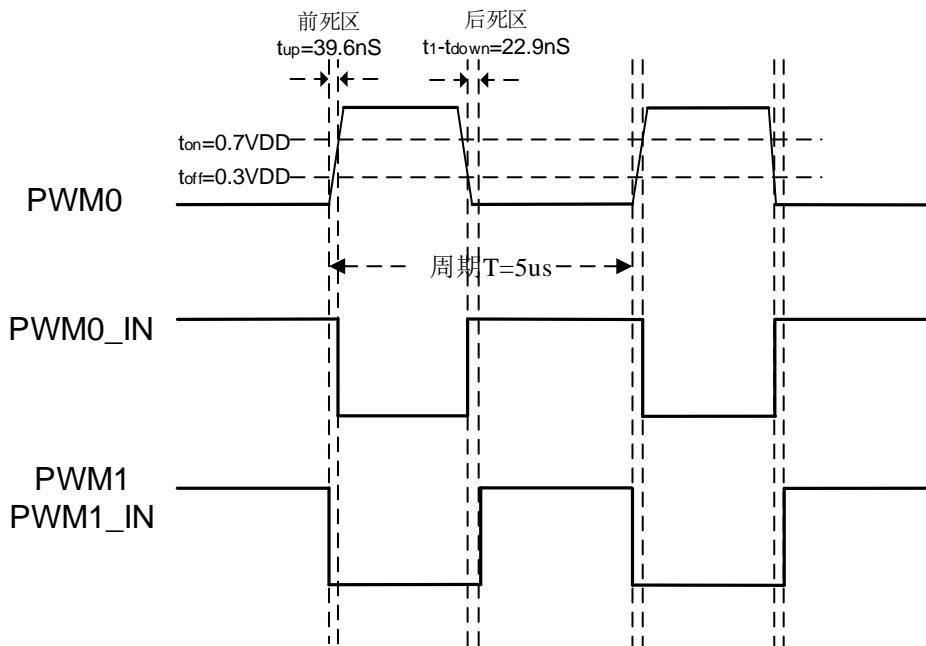 前死区
tup=39.6nS
后死区
t1-tdown=22.9nS
ton=0.7VDD
toff=0.3VDD
PWM0
周期T=5us
PWM0_IN
PWM1
PWM1_IN